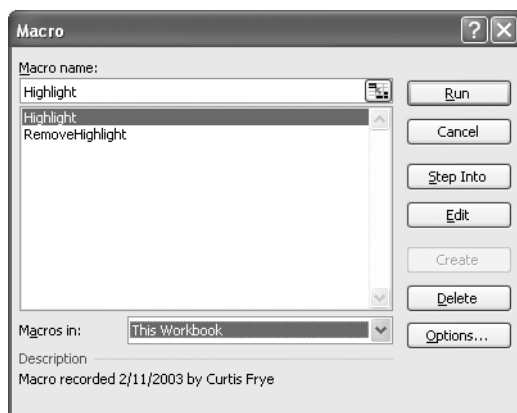 Macro
Macro name:
Highlight
Highlight
RemoveHighlight
Run
Cancel
Step Into
Edit
Create
Delete
Options...
Macros in:
This Workbook
Description
Macro recorded 2/11/2003 by Curtis Frye